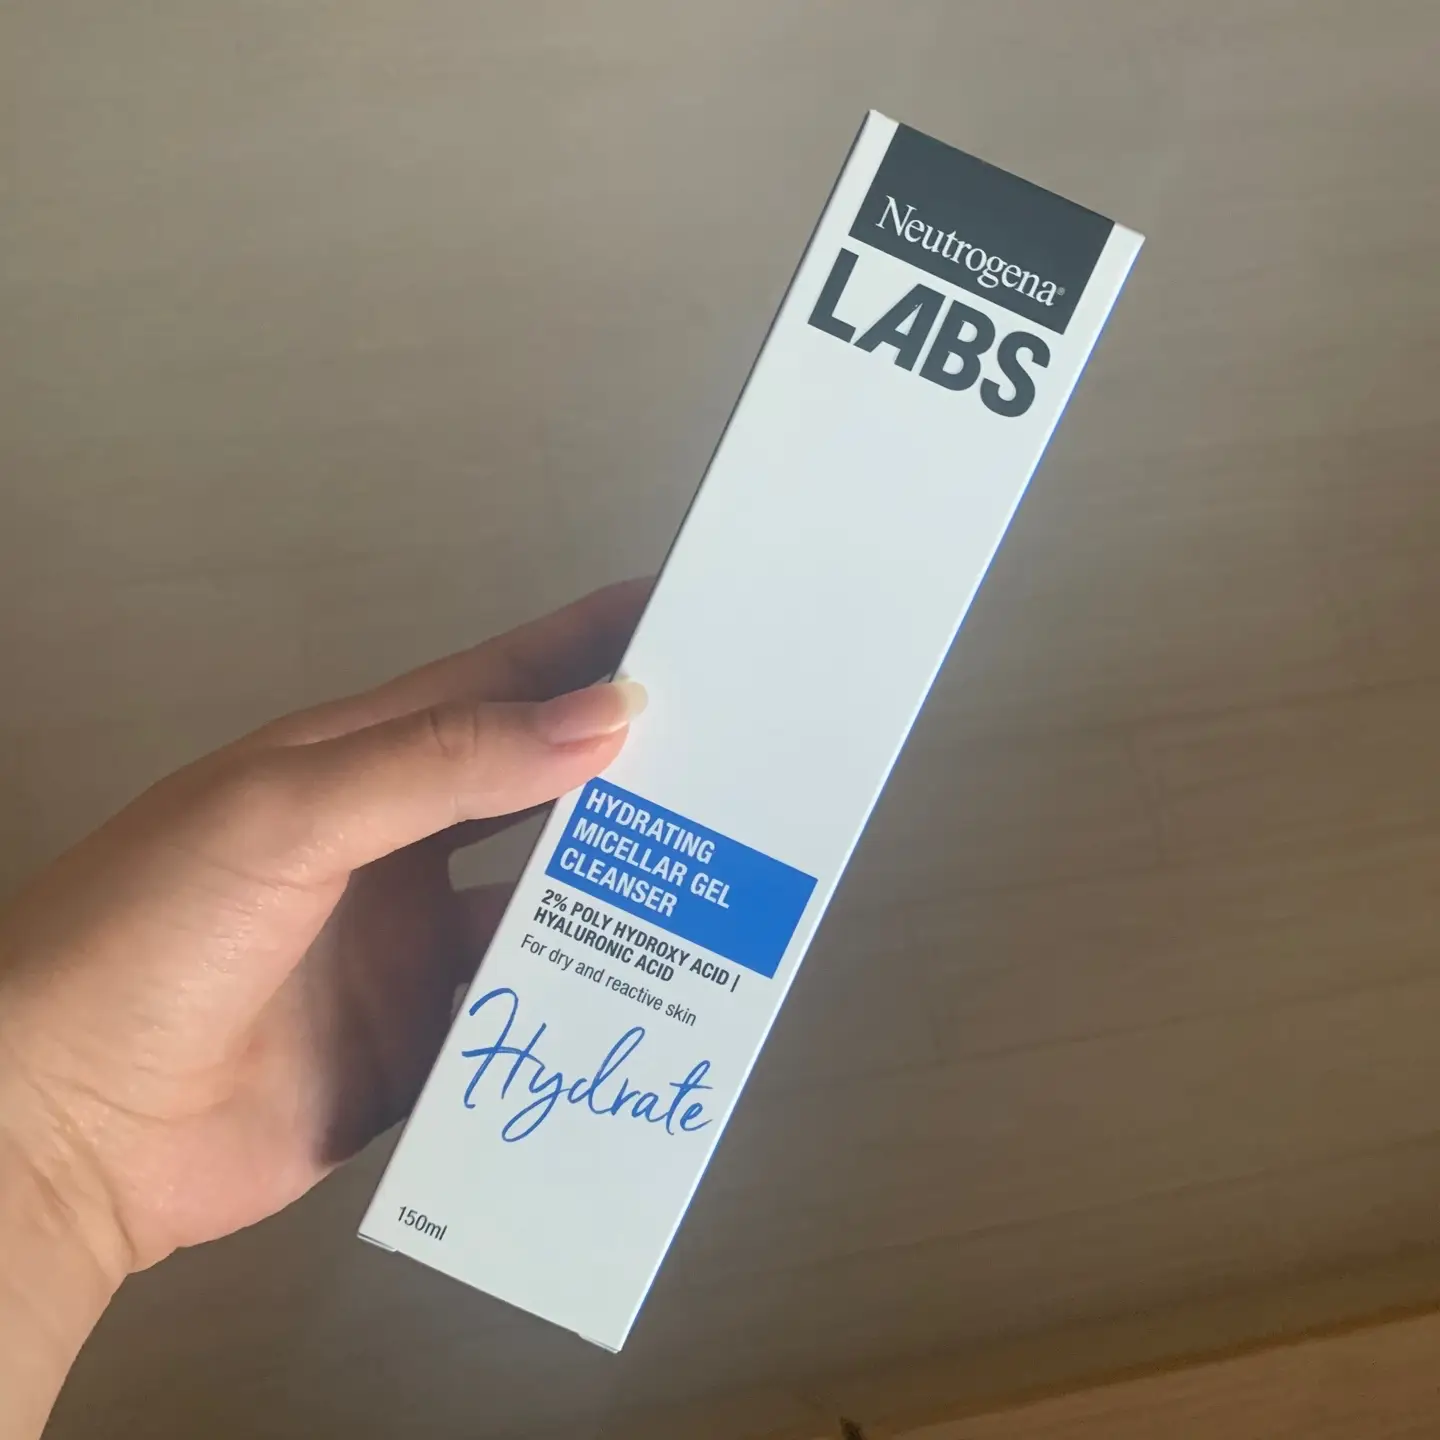 Neutrogena®
LABS
HYDRATING
MICELLAR GEL
CLEANSER
2% POLY HYDROXY ACID |
HYALURONIC ACID
For dry and reactive skin
Hydrate
150ml